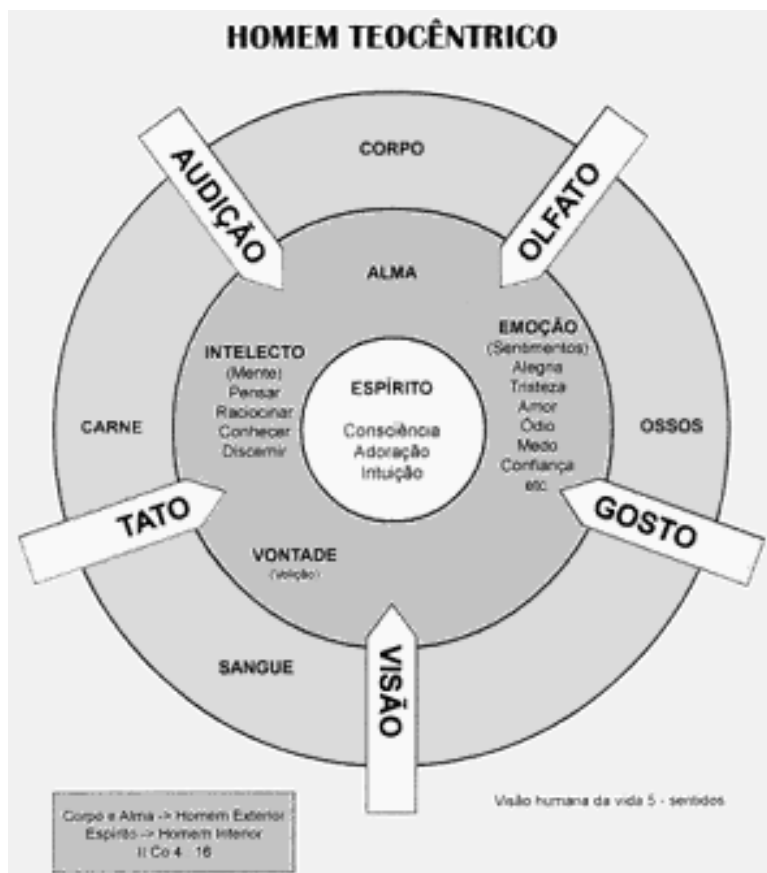 HOMEM TEOCÊNTRICO
AUDIÇÃO
OLFATO
CORPO
ALMA
INTELECTO
(Mente)
Pensar
Raciocinar
Conhecer
Discernir
ESPÍRITO
Consciência
Adoração
Intuição
EMOÇÃO
(Sentimentos)
Alegria
Tristeza
Amor
Ódio
Medo
Confiança
etc
CARNE
OSSOS
TATO
GOSTO
VONTADE
(Volição)
VISÃO
SANGUE
Corpo e Alma -> Homem Exterior
Espírito -> Homem Interior
II Co 4 . 16
Visão humana da vida 5 - sentidos